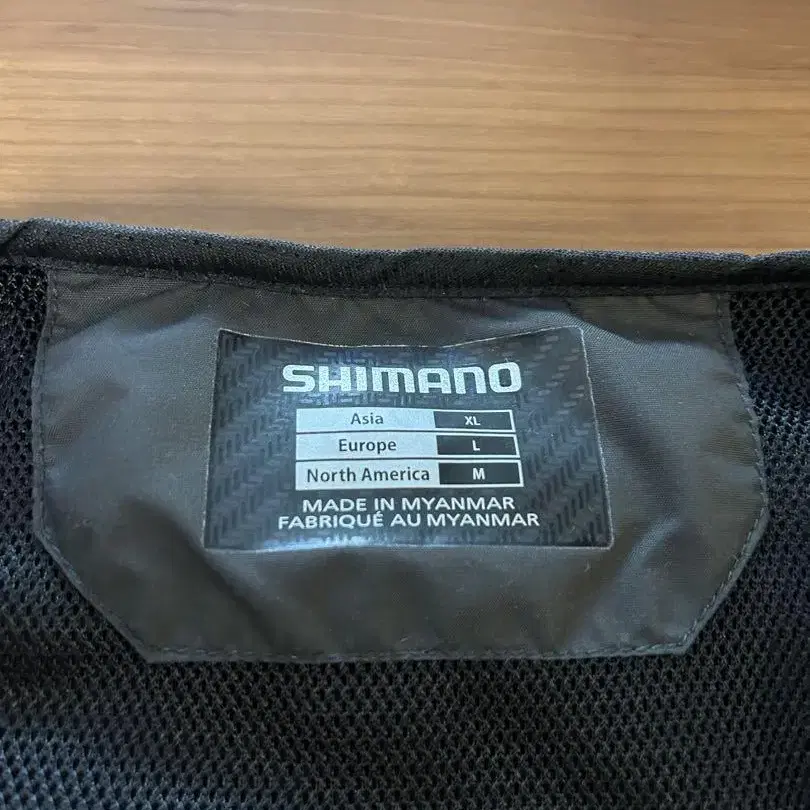 SHIMANO
Asia XL
Europe L
North America M
MADE IN MYANMAR
FABRIQUÉ AU MYANMAR